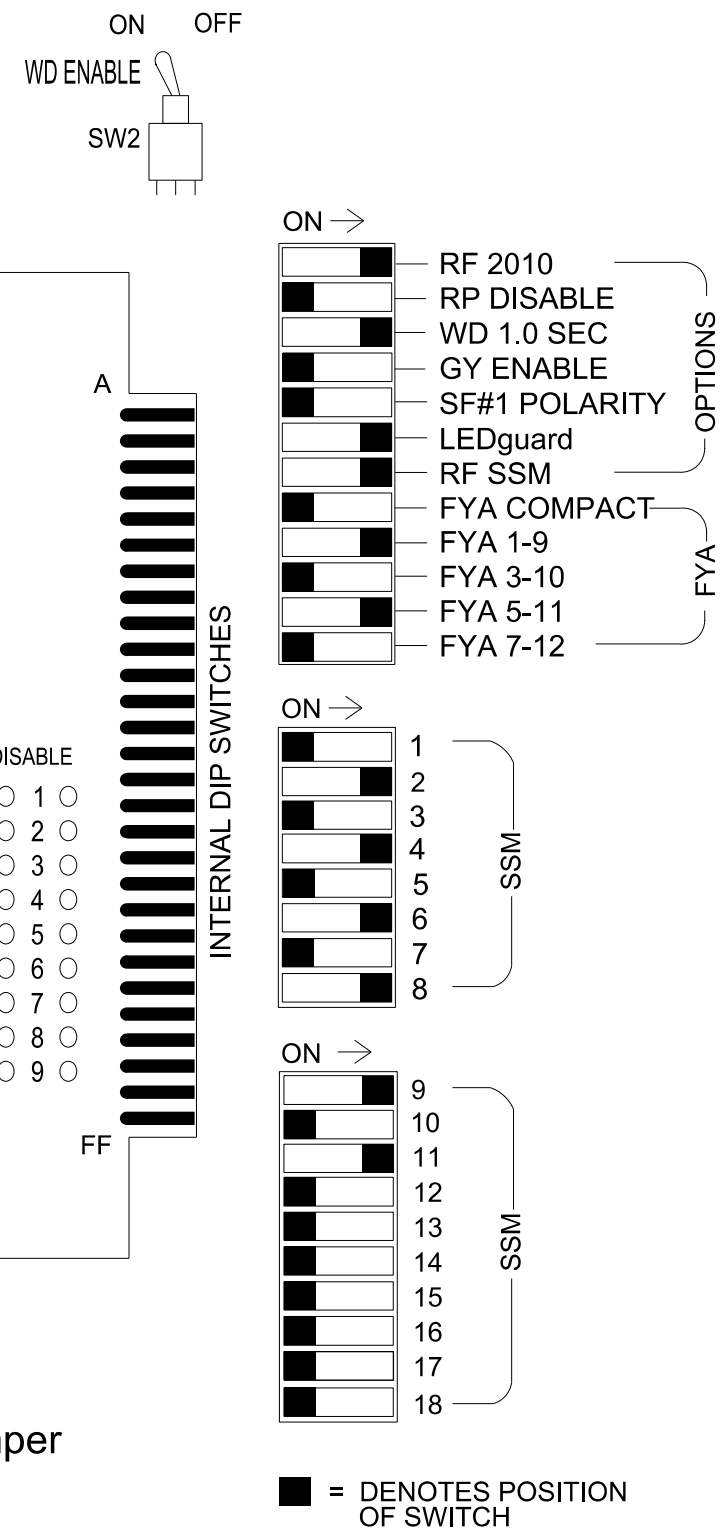 ON OFF
WD ENABLE
SW2
ON →
RF 2010
RP DISABLE
WD 1.0 SEC
GY ENABLE
SF#1 POLARITY
LEDguard
RF SSM
OPTIONS
FYA COMPACT
FYA 1-9
FYA 3-10
FYA 5-11
FYA 7-12
FYA
A
FF
INTERNAL DIP SWITCHES
ISABLE
1
2
3
4
5
6
7
8
9
ON →
1
2
3
4
5
6
7
8
SSM
ON →
9
10
11
12
13
14
15
16
17
18
SSM
per
= DENOTES POSITION
OF SWITCH